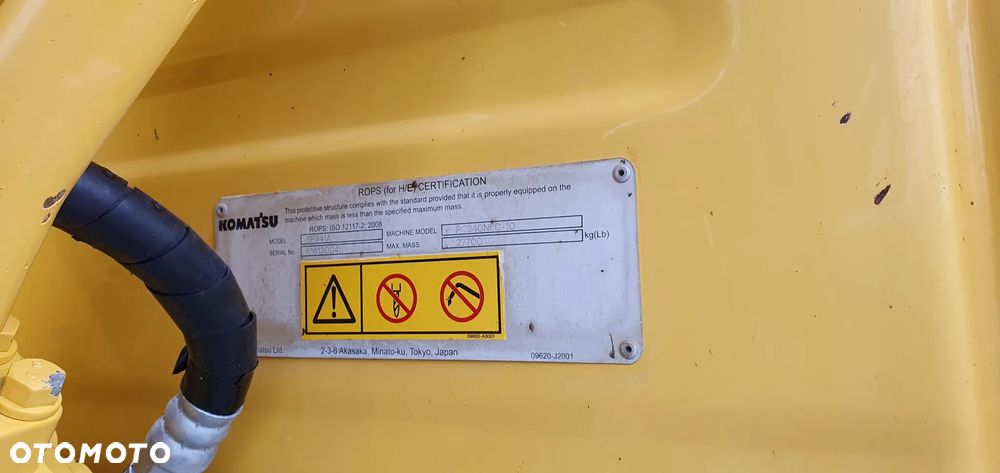 ROPS (for H/E) CERTIFICATION
This protective structure complies with the standard provided that it is properly equipped on the
machine which mass is less than the specified maximum mass.
KOMATSU
ROPS: ISO 12117-2: 2008
MODEL
MACHINE MODEL PC240NLC-10
SERIAL No.
MAX. MASS 27700 kg(Lb)
09620-A3001
Ltd. 2-3-6 Akasaka, Minato-ku, Tokyo, Japan 09620-J2001
OTOMOTO